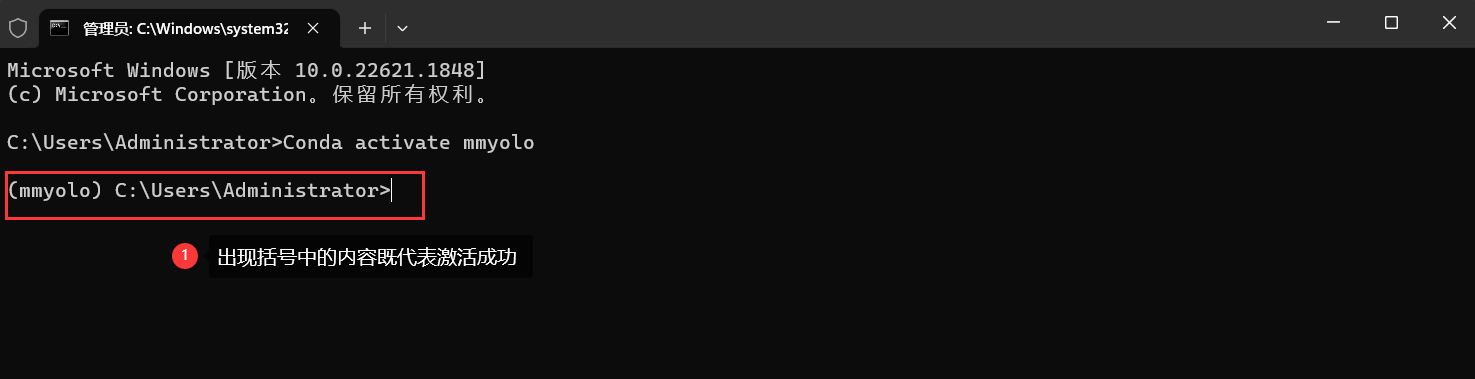 管理员: C:\Windows\system32
Microsoft Windows [版本 10.0.22621.1848]
(c) Microsoft Corporation。保留所有权利。
C:\Users\Administrator>Conda activate mmyolo
(mmyolo) C:\Users\Administrator>
1 出现括号中的内容既代表激活成功